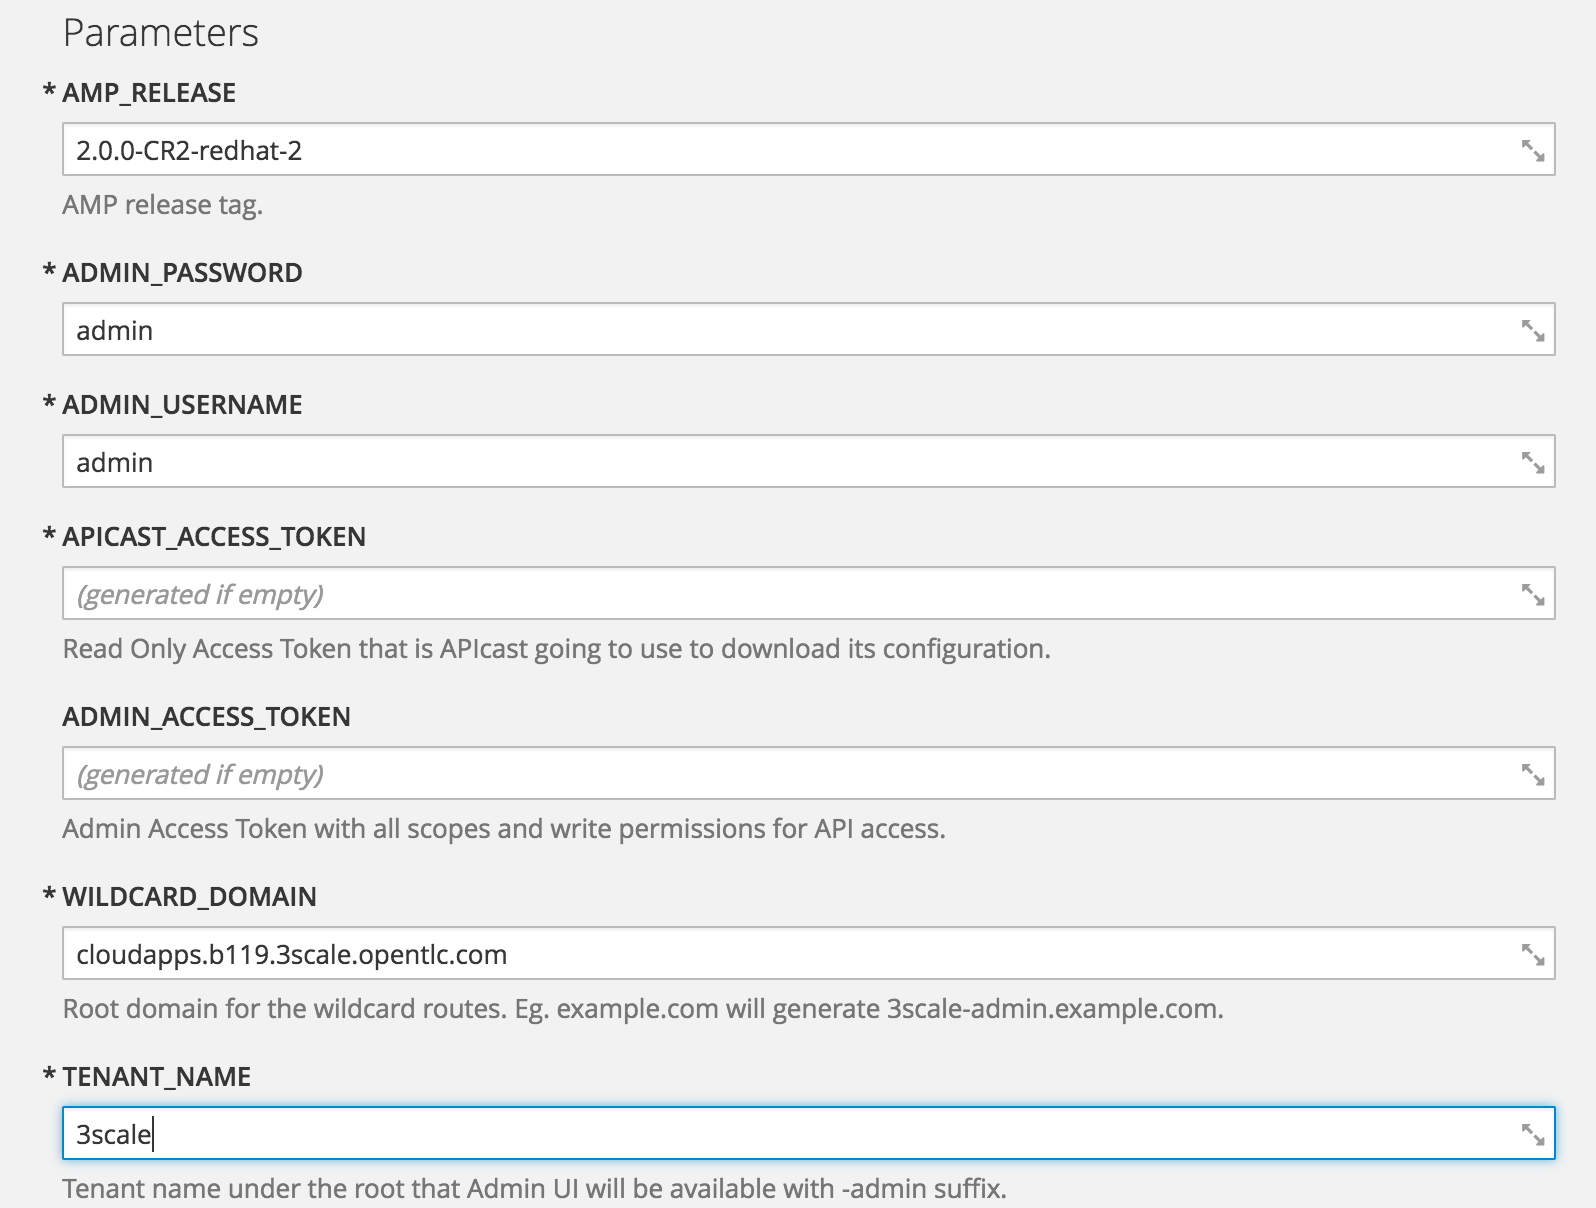 Parameters
* AMP_RELEASE
2.0.0-CR2-redhat-2
AMP release tag.
* ADMIN_PASSWORD
admin
* ADMIN_USERNAME
admin
* APICAST_ACCESS_TOKEN
(generated if empty)
Read Only Access Token that is APIcast going to use to download its configuration.
ADMIN_ACCESS_TOKEN
(generated if empty)
Admin Access Token with all scopes and write permissions for API access.
* WILDCARD_DOMAIN
cloudapps.b119.3scale.opentlc.com
Root domain for the wildcard routes. Eg. example.com will generate 3scale-admin.example.com.
* TENANT_NAME
3scale
Tenant name under the root that Admin UI will be available with -admin suffix.